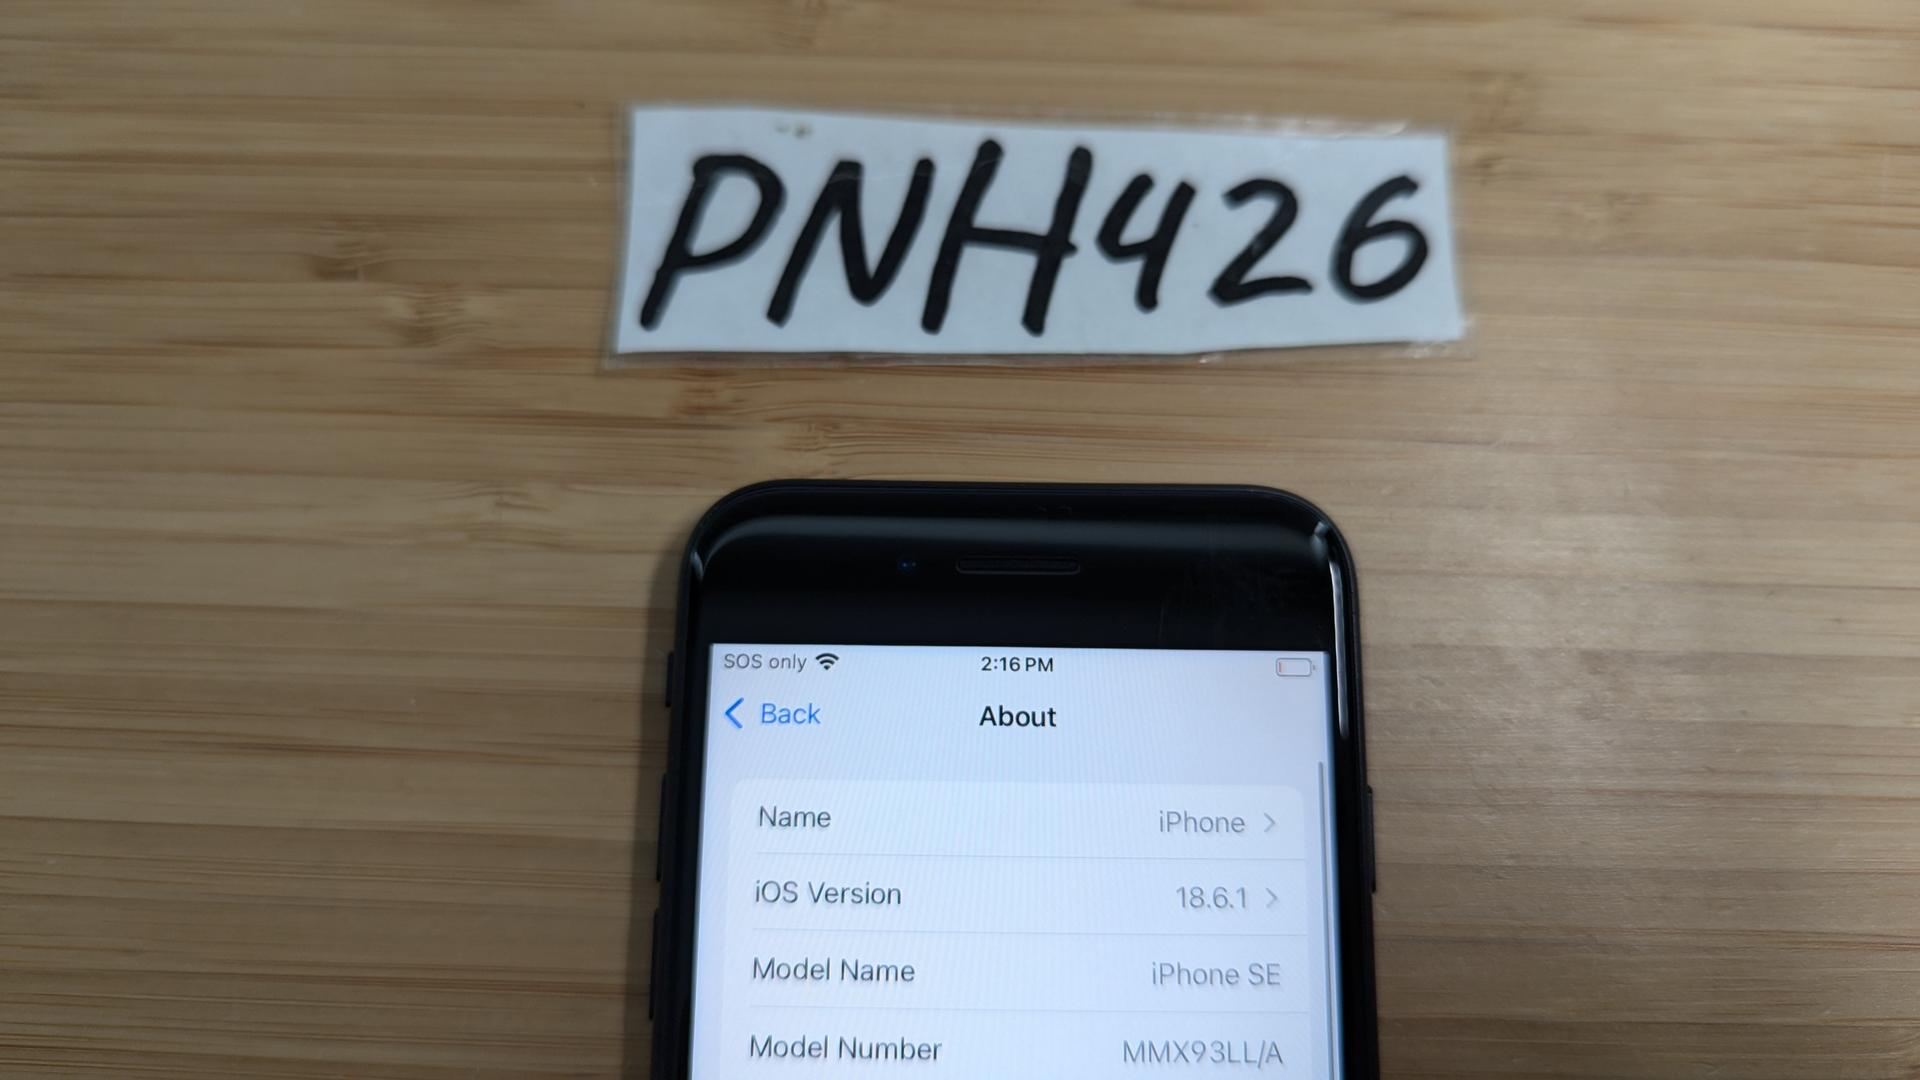 PNH426
SOS only 2:16 PM
Back About
Name iPhone
iOS Version 18.6.1
Model Name iPhone SE
Model Number MMX93LL/A